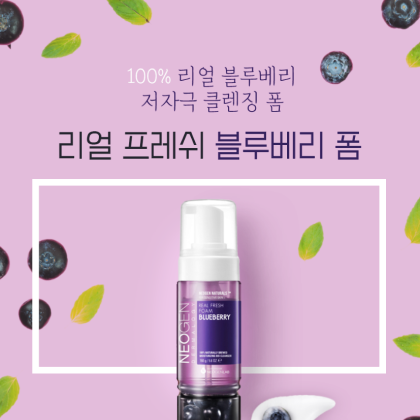 100% 리얼 블루베리
저자극 클렌징 폼
리얼 프레쉬 블루베리 폼
NEOGEN
REAL FRESH
FOAM
BLUEBERRY